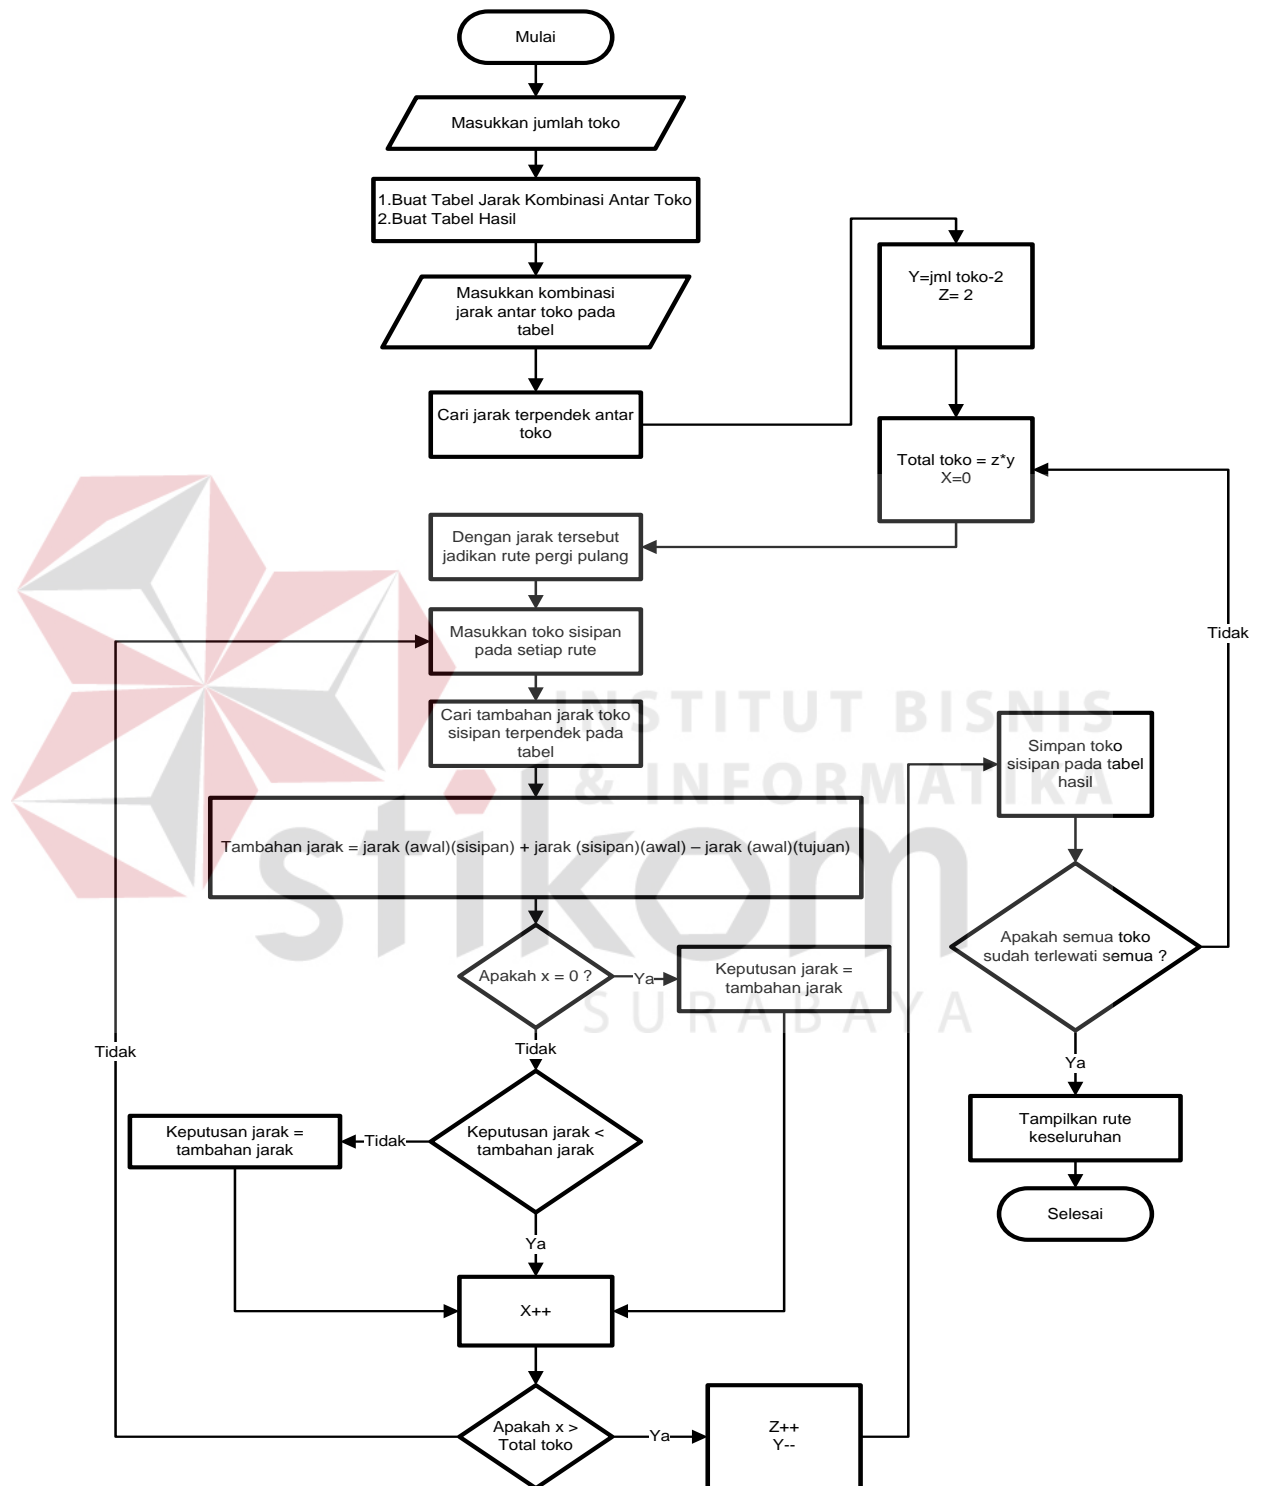 Mulai
Masukkan jumlah toko
1.Buat Tabel Jarak Kombinasi Antar Toko
2.Buat Tabel Hasil
Masukkan kombinasi
jarak antar toko pada
tabel
Cari jarak terpendek antar
toko
Y=jml toko-2
Z= 2
Total toko = z*y
X=0
Dengan jarak tersebut
jadikan rute pergi pulang
Masukkan toko sisipan
pada setiap rute
Cari tambahan jarak toko
sisipan terpendek pada
tabel
Tambahan jarak = jarak (awal)(sisipan) + jarak (sisipan)(awal) – jarak (awal)(tujuan)
Apakah x = 0 ?
Ya
Keputusan jarak =
tambahan jarak
Tidak
Keputusan jarak <
tambahan jarak
Tidak
Keputusan jarak =
tambahan jarak
Ya
X++
Apakah x >
Total toko
Tidak
Ya
Z++
Y--
Simpan toko
sisipan pada tabel
hasil
Apakah semua toko
sudah terlewati semua ?
Tidak
Ya
Tampilkan rute
keseluruhan
Selesai
INSTITUT BISNIS
& INFORMATIKA
stikom
SURABAYA